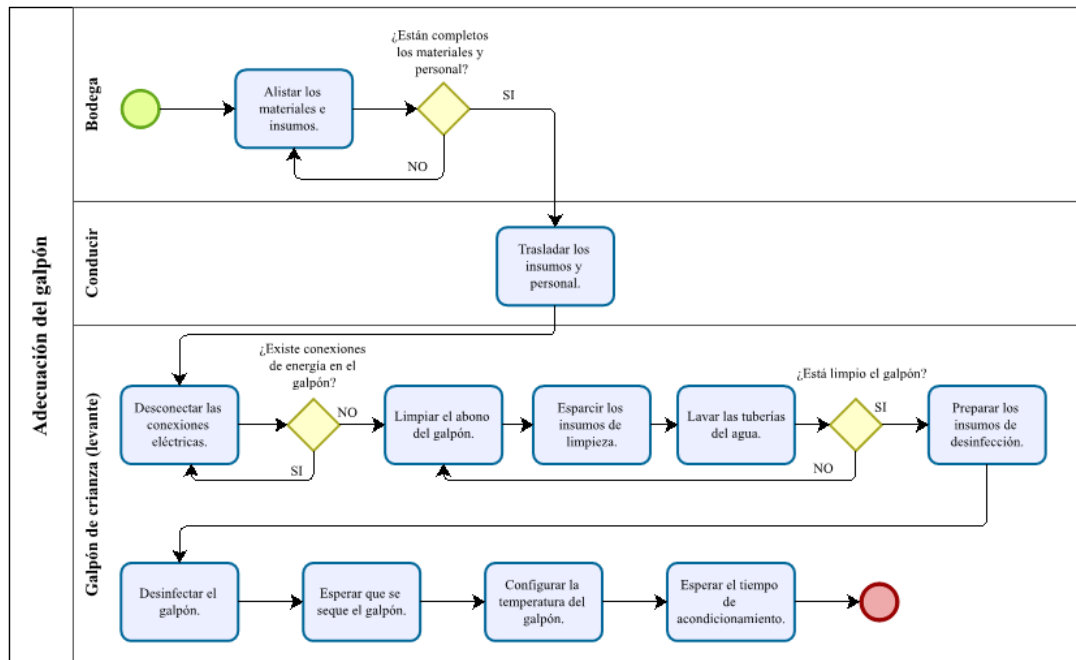 Adecuación del galpón
Bodega
¿Están completos
los materiales y
personal?
Alistar los
materiales e
insumos.
SI
NO
Conducir
Trasladar los
insumos y
personal.
Galpón de crianza (levante)
¿Existe conexiones
de energía en el
galpón?
¿Está limpio el galpón?
Desconectar las
conexiones
eléctricas.
NO
SI
Limpiar el abono
del galpón.
Esparcir los
insumos de
limpieza.
Lavar las tuberías
del agua.
SI
NO
Preparar los
insumos de
desinfección.
Desinfectar el
galpón.
Esperar que se
seque el galpón.
Configurar la
temperatura del
galpón.
Esperar el tiempo
de
acondicionamiento.